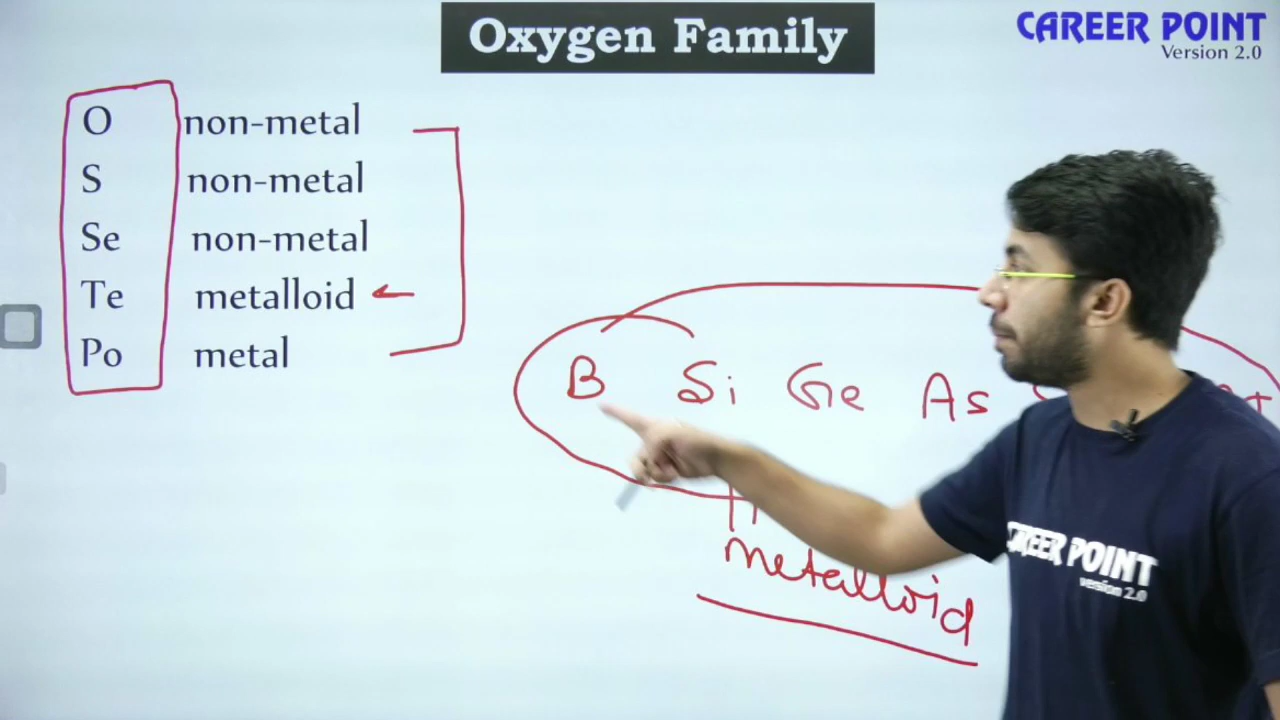 Oxygen Family
CAREER POINT
Version 2.0
O non-metal
S non-metal
Se non-metal
Te metalloid
Po metal
B Si Ge As
metalloid
CAREER POINT
version 2.0